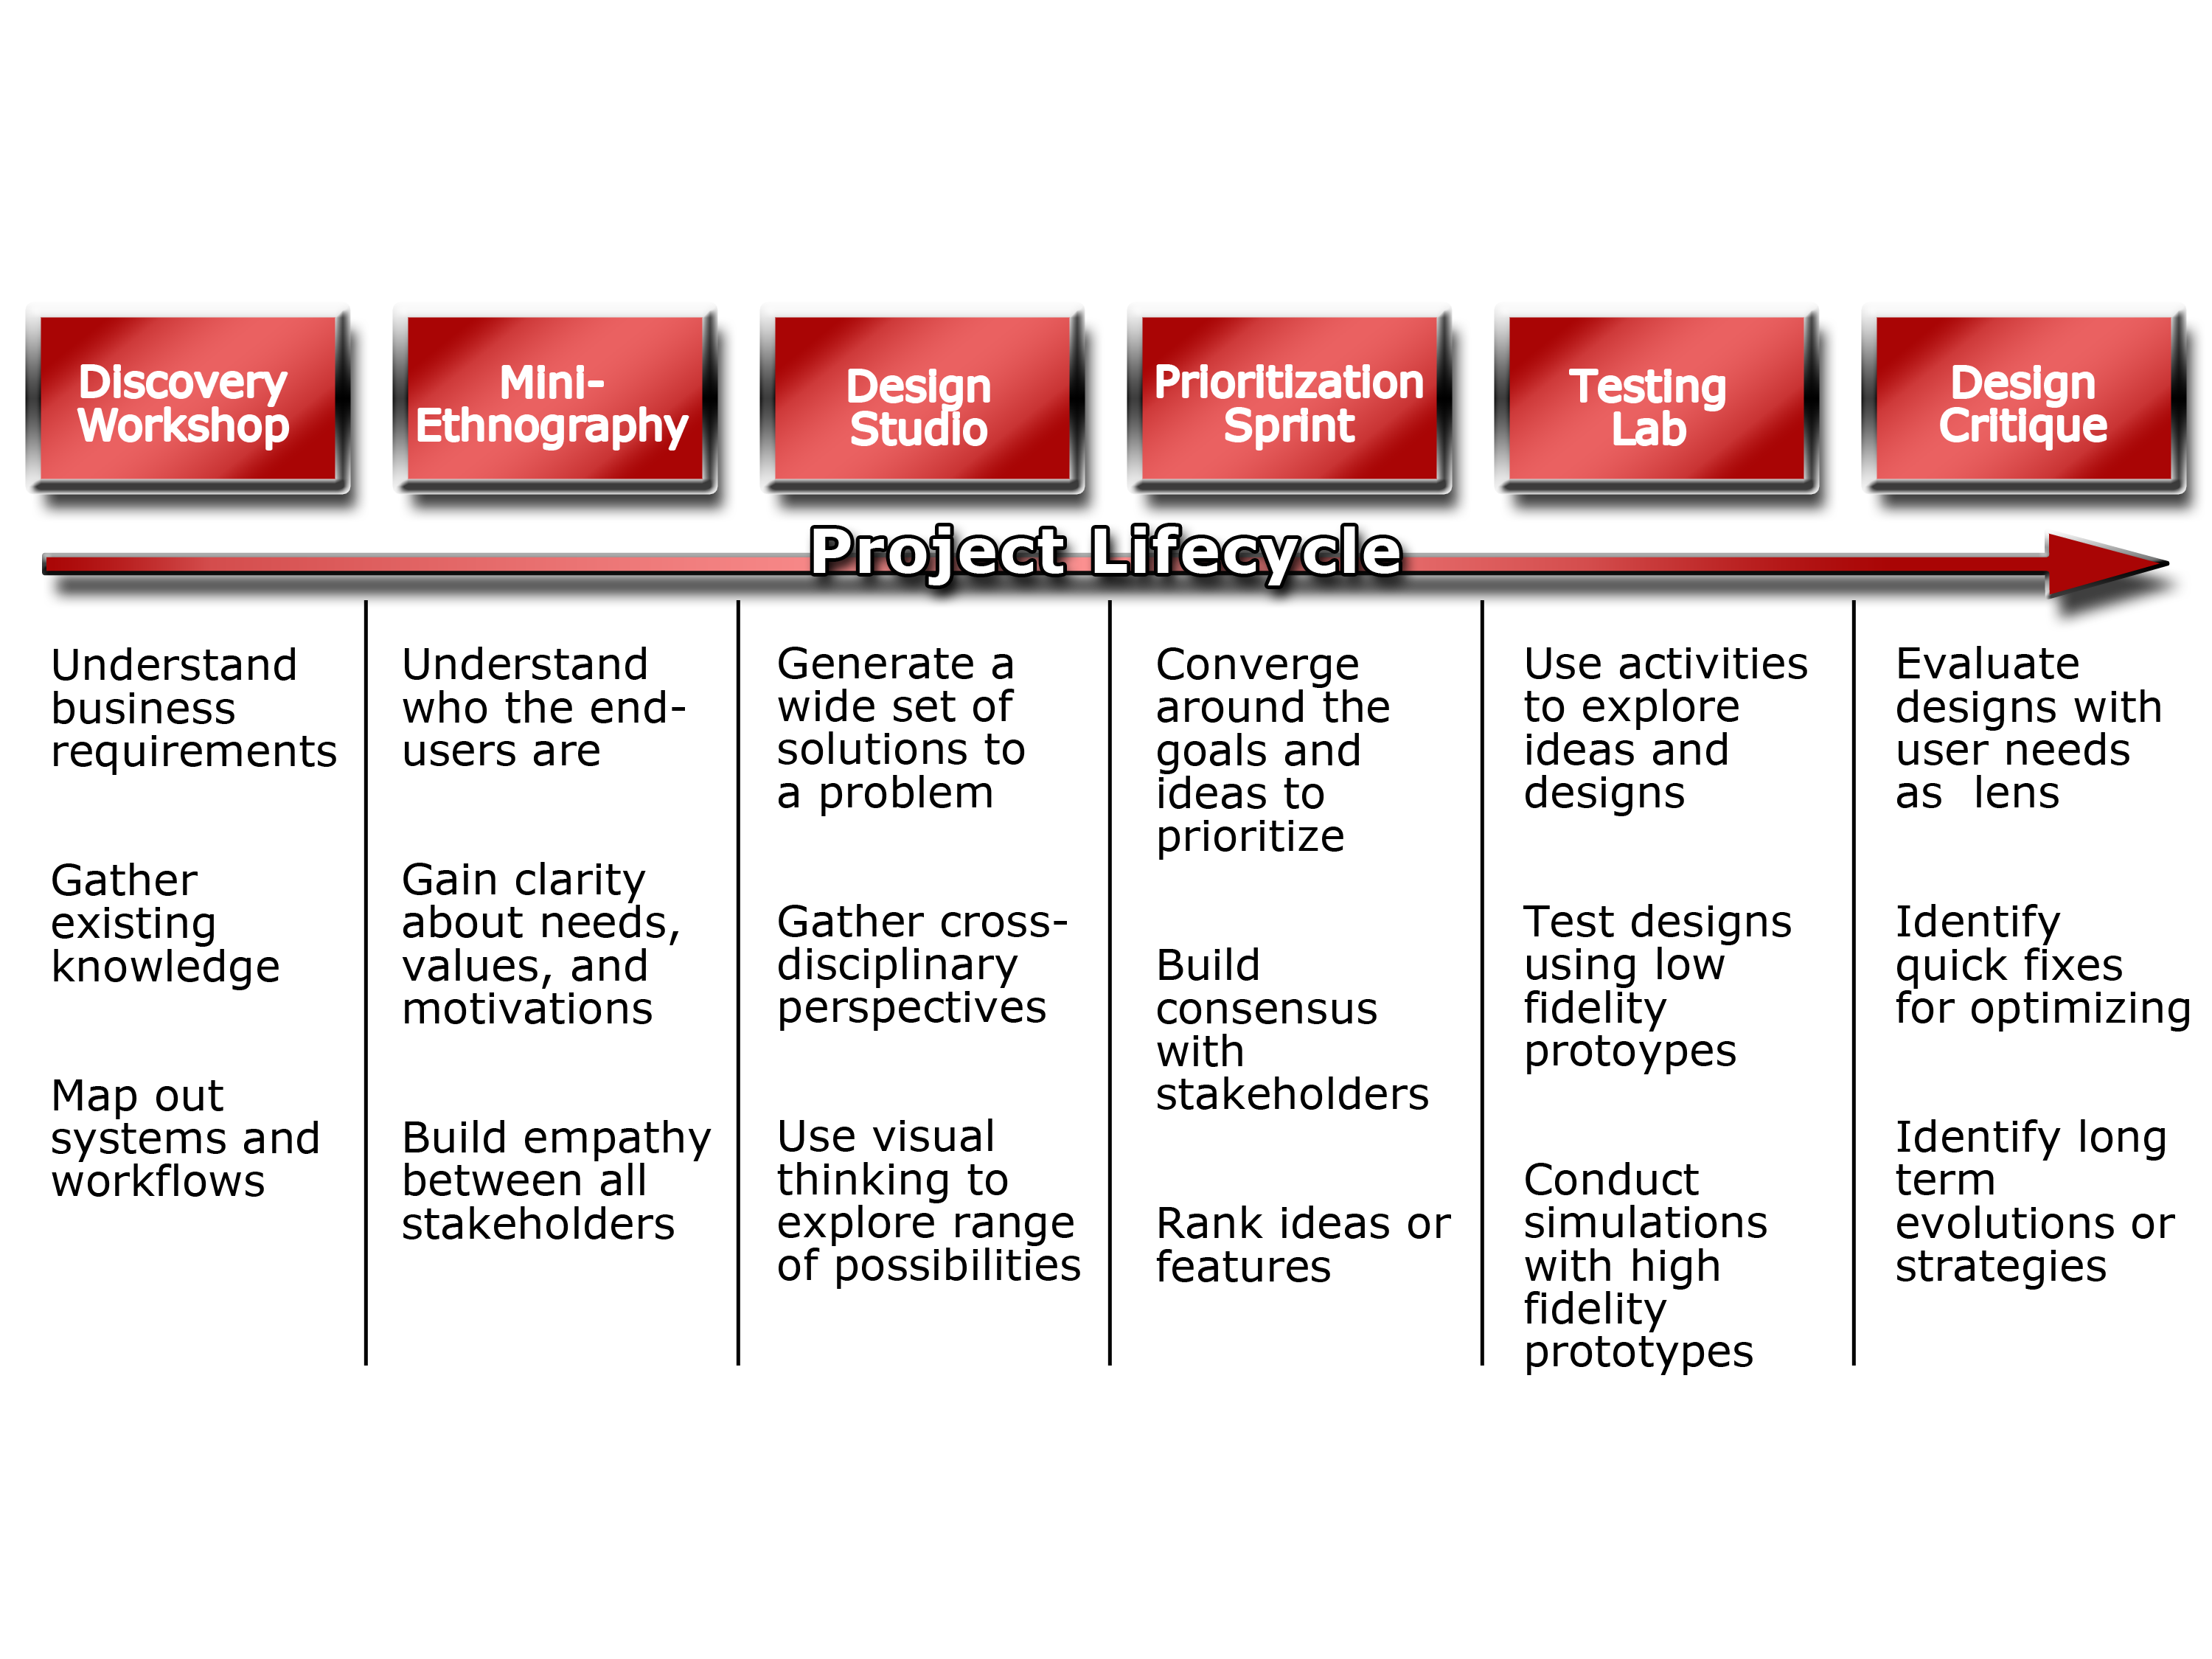 Discovery
Workshop
Mini-
Ethnography
Design
Studio
Prioritization
Sprint
Testing
Lab
Design
Critique
Project Lifecycle
Understand
business
requirements
Gather
existing
knowledge
Map out
systems and
workflows
Understand
who the end-
users are
Gain clarity
about needs,
values, and
motivations
Build empathy
between all
stakeholders
Generate a
wide set of
solutions to
a problem
Gather cross-
disciplinary
perspectives
Use visual
thinking to
explore range
of possibilities
Converge
around the
goals and
ideas to
prioritize
Build
consensus
with
stakeholders
Rank ideas or
features
Use activities
to explore
ideas and
designs
Test designs
using low
fidelity
protoypes
Conduct
simulations
with high
fidelity
prototypes
Evaluate
designs with
user needs
as  lens
Identify
quick fixes
for optimizing
Identify long
term
evolutions or
strategies